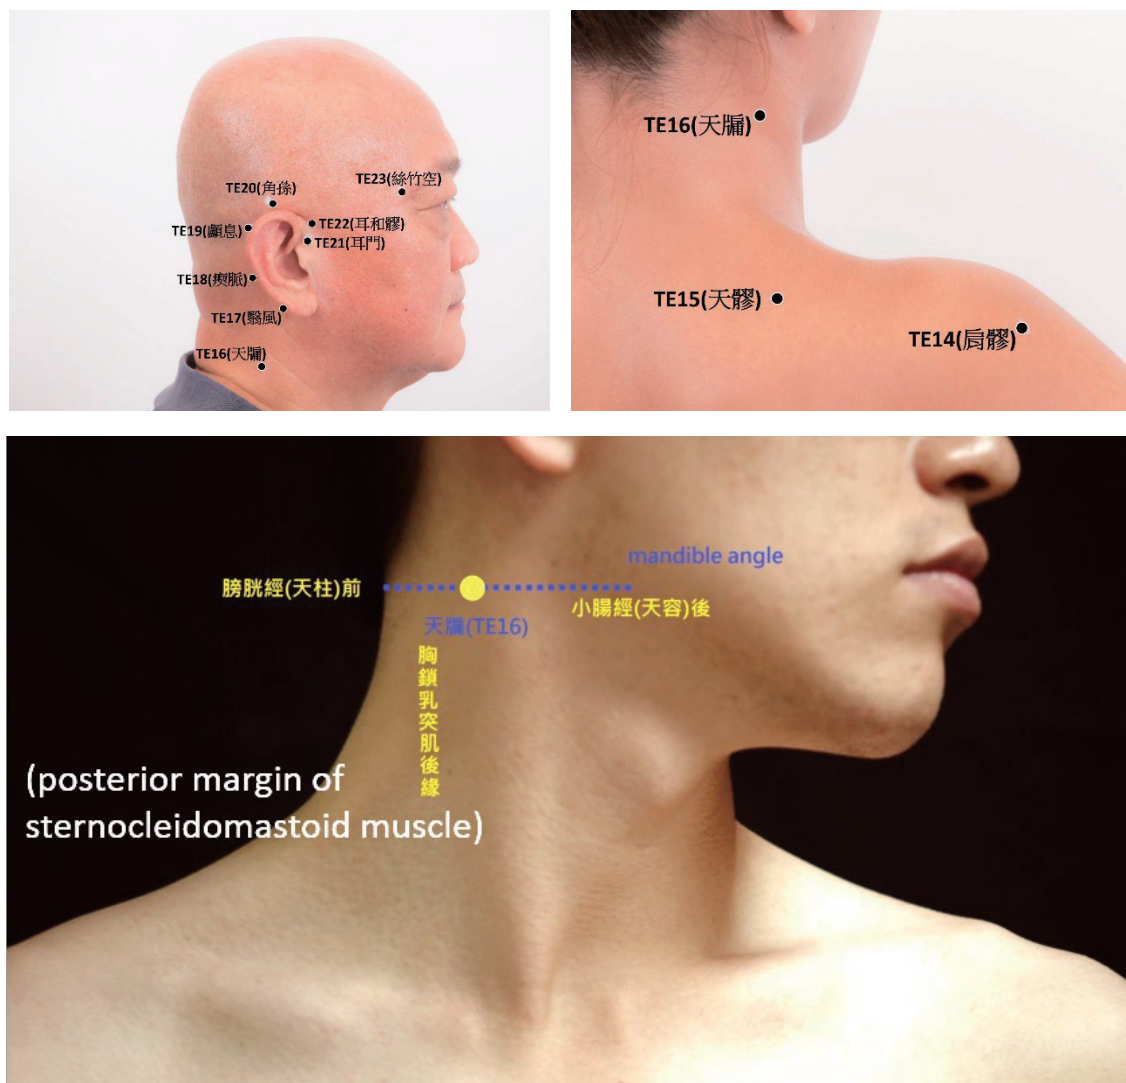 TE20(角孫)
TE23(絲竹空)
TE19(顱息)
TE22(耳和髎)
TE21(耳門)
TE18(瘈脈)
TE17(翳風)
TE16(天牖)
TE16(天牖)
TE15(天髎)
TE14(肩髎)
mandible angle
膀胱經(天柱)前
小腸經(天容)後
天牖(TE16)
胸鎖乳突肌後緣
(posterior margin of
sternocleidomastoid muscle)